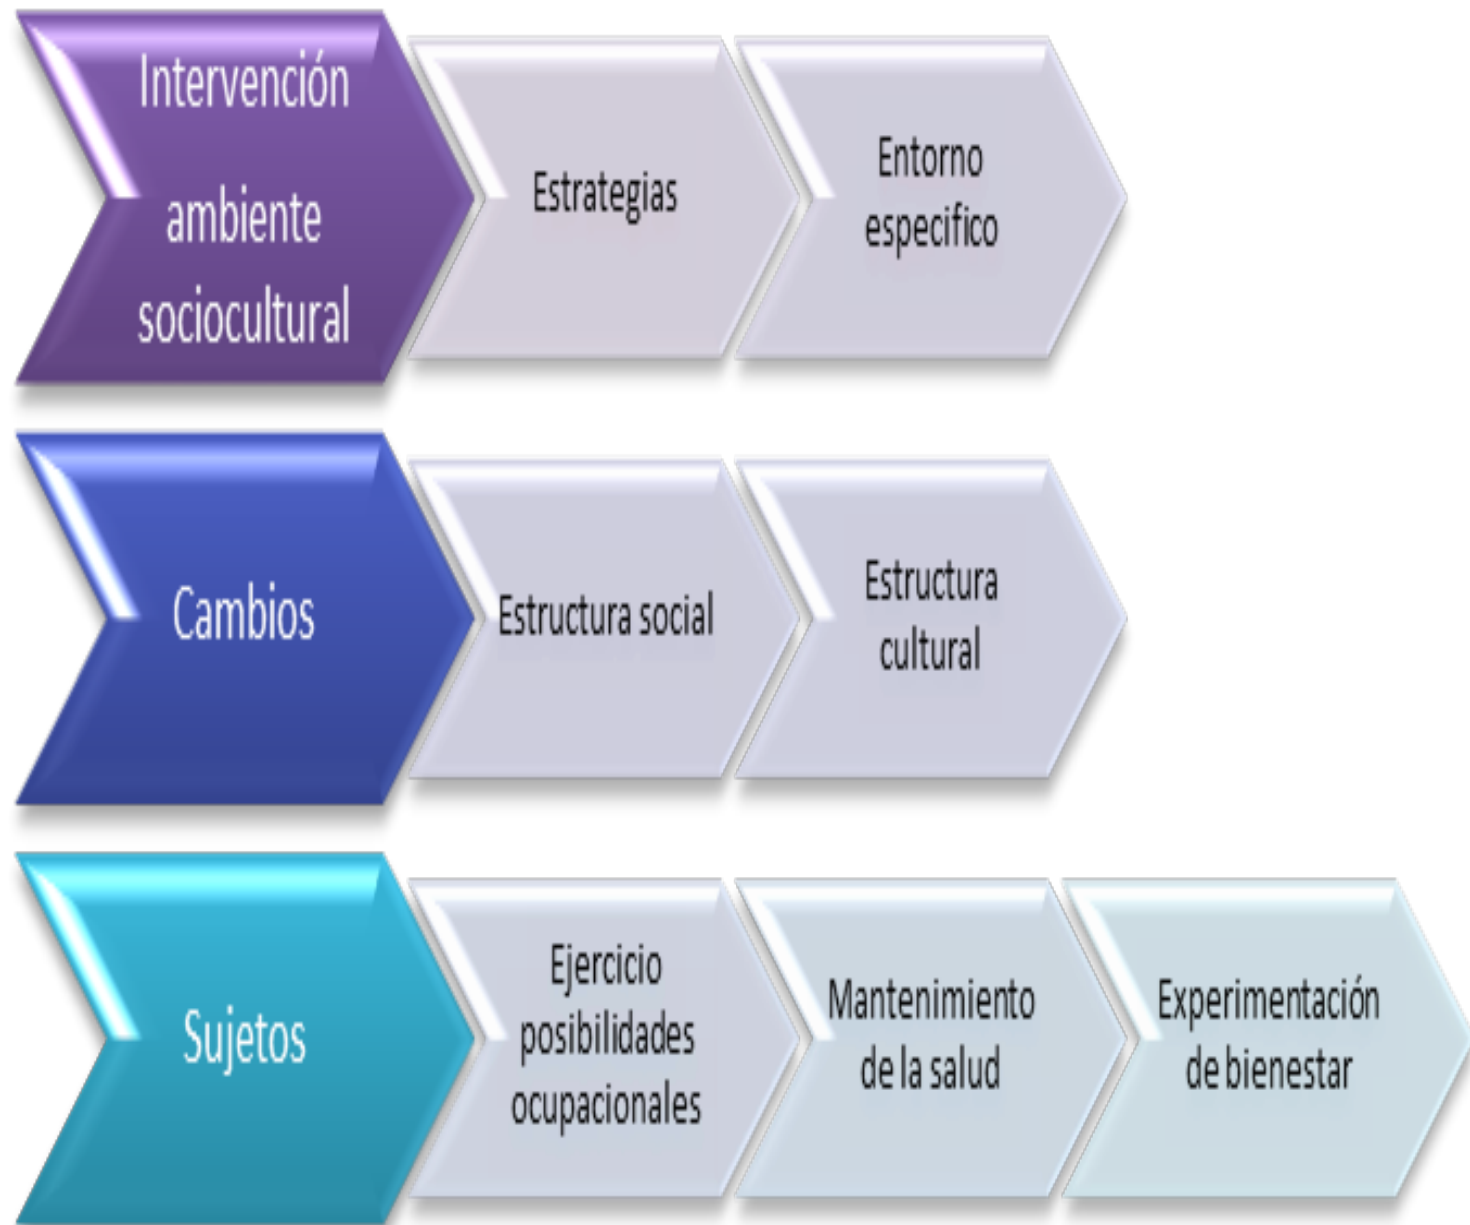 Intervención
ambiente
sociocultural
Estrategias
Entorno
especifico
Cambios
Estructura social
Estructura
cultural
Sujetos
Ejercicio
posibilidades
ocupacionales
Mantenimiento
de la salud
Experimentación
de bienestar